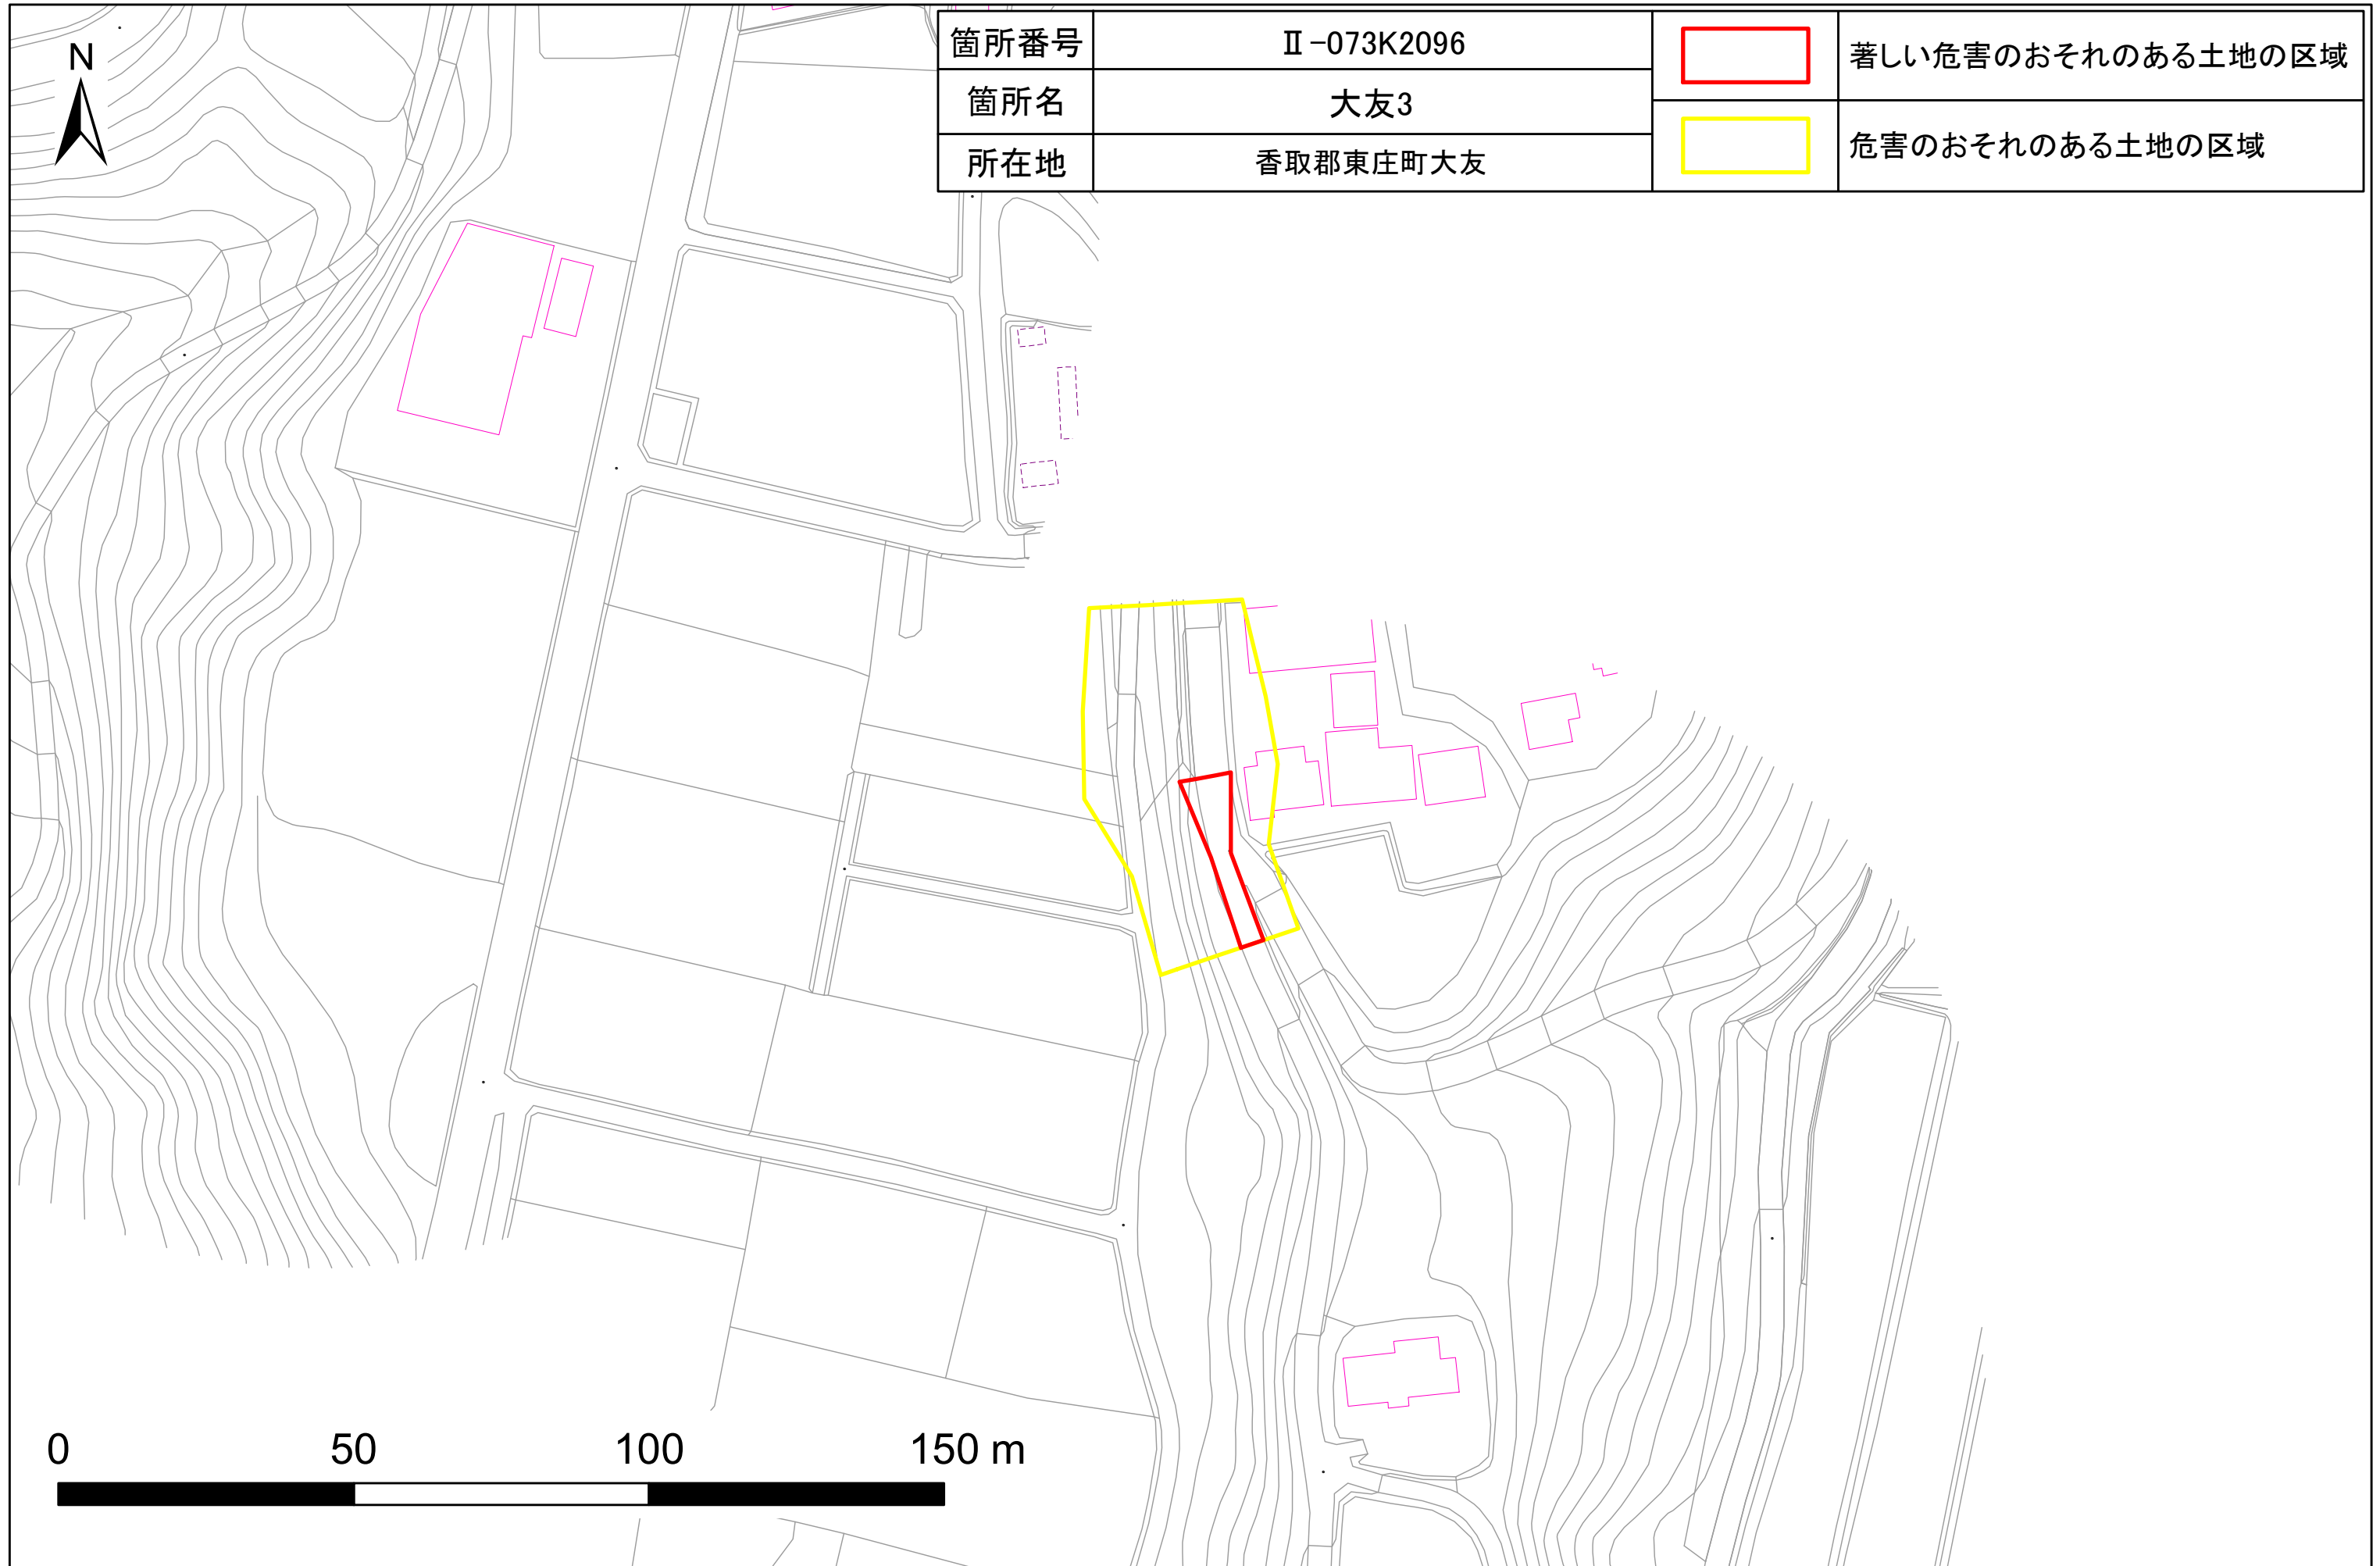 箇所番号 Ⅱ-073K2096
著しい危害のおそれのある土地の区域
箇所名 大友3
危害のおそれのある土地の区域
所在地 香取郡東庄町大友
N
0 50 100 150 m